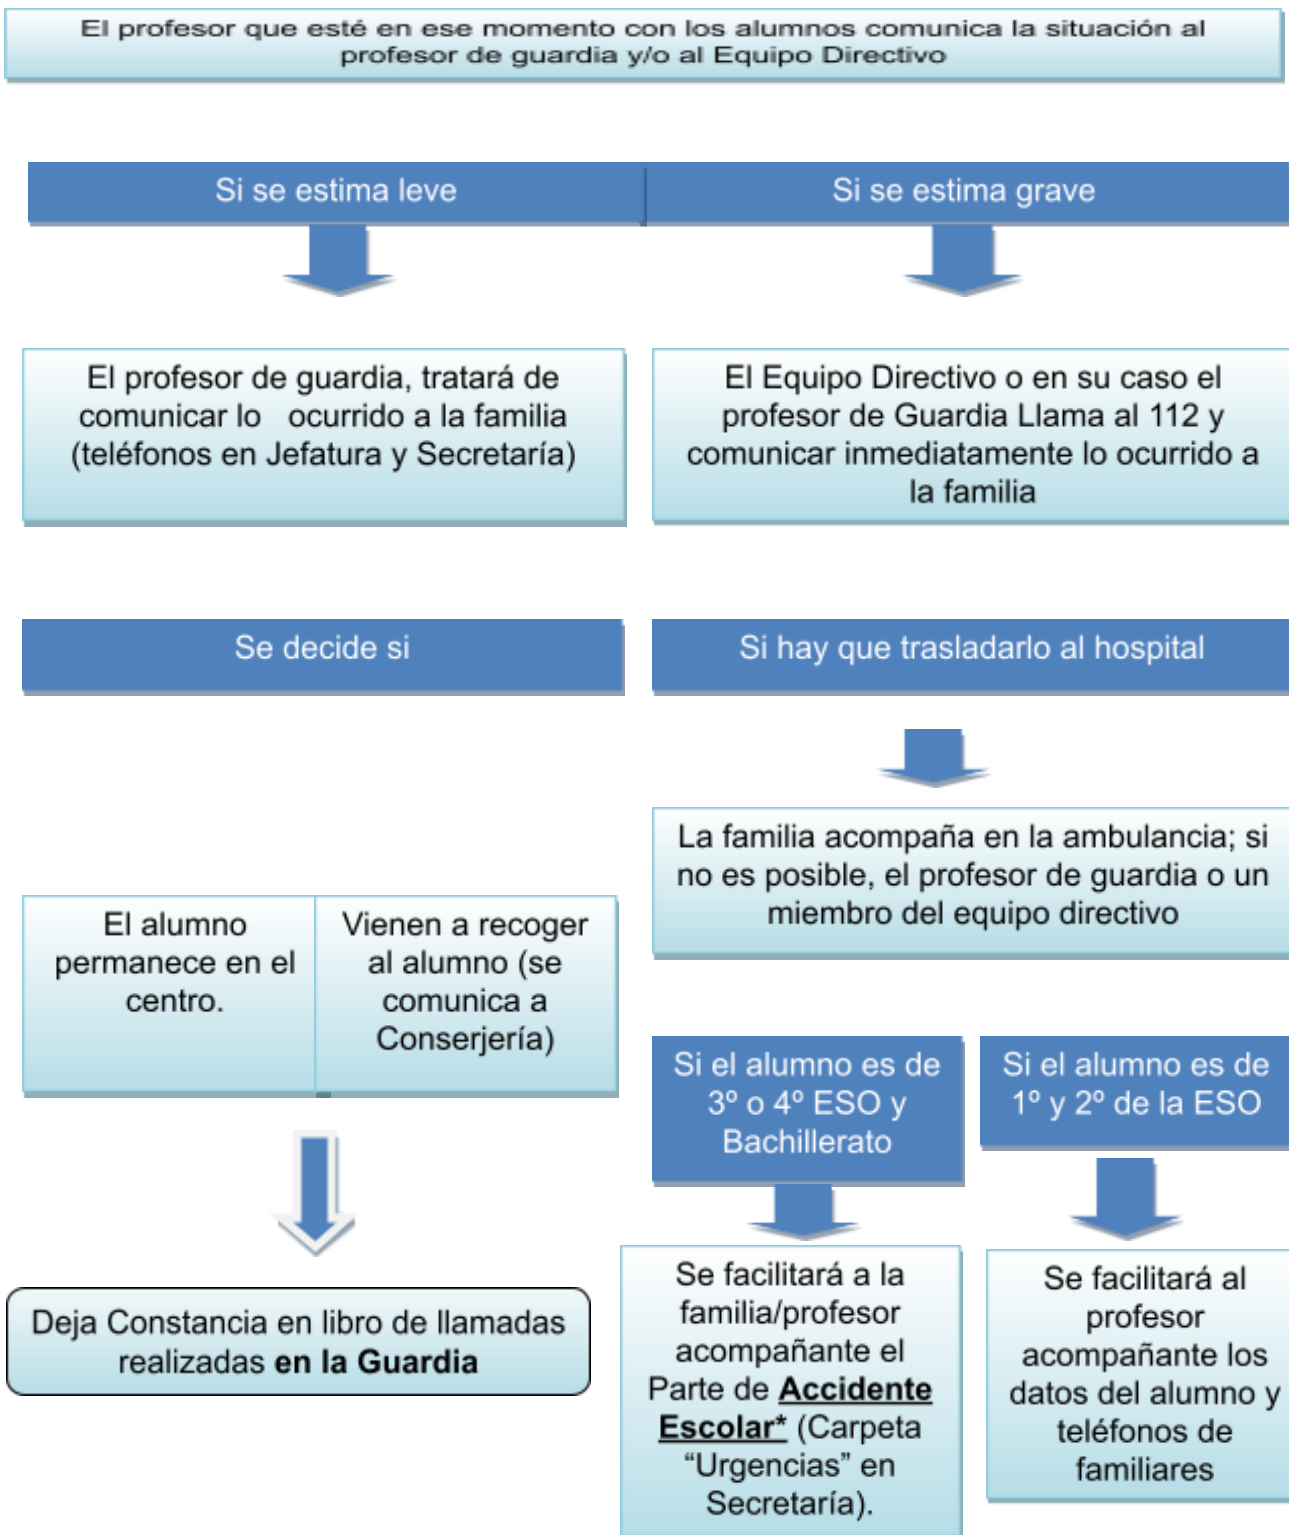 El profesor que esté en ese momento con los alumnos comunica la situación al
profesor de guardia y/o al Equipo Directivo
Si se estima leve
Si se estima grave
El profesor de guardia, tratará de
comunicar lo ocurrido a la familia
(teléfonos en Jefatura y Secretaría)
El Equipo Directivo o en su caso el
profesor de Guardia Llama al 112 y
comunicar inmediatamente lo ocurrido a
la familia
Se decide si
Si hay que trasladarlo al hospital
La familia acompaña en la ambulancia; si
no es posible, el profesor de guardia o un
miembro del equipo directivo
El alumno
permanece en el
centro.
Vienen a recoger
al alumno (se
comunica a
Conserjería)
Si el alumno es de
3º o 4º ESO y
Bachillerato
Si el alumno es de
1º y 2º de la ESO
Deja Constancia en libro de llamadas
realizadas en la Guardia
Se facilitará a la
familia/profesor
acompañante el
Parte de Accidente
Escolar* (Carpeta
“Urgencias” en
Secretaría).
Se facilitará al
profesor
acompañante los
datos del alumno y
teléfonos de
familiares